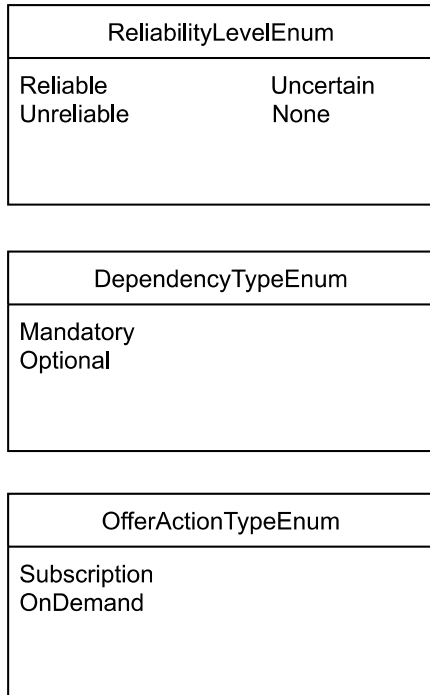 ReliabilityLevelEnum
Reliable Uncertain
Unreliable None
DependencyTypeEnum
Mandatory
Optional
OfferActionTypeEnum
Subscription
OnDemand